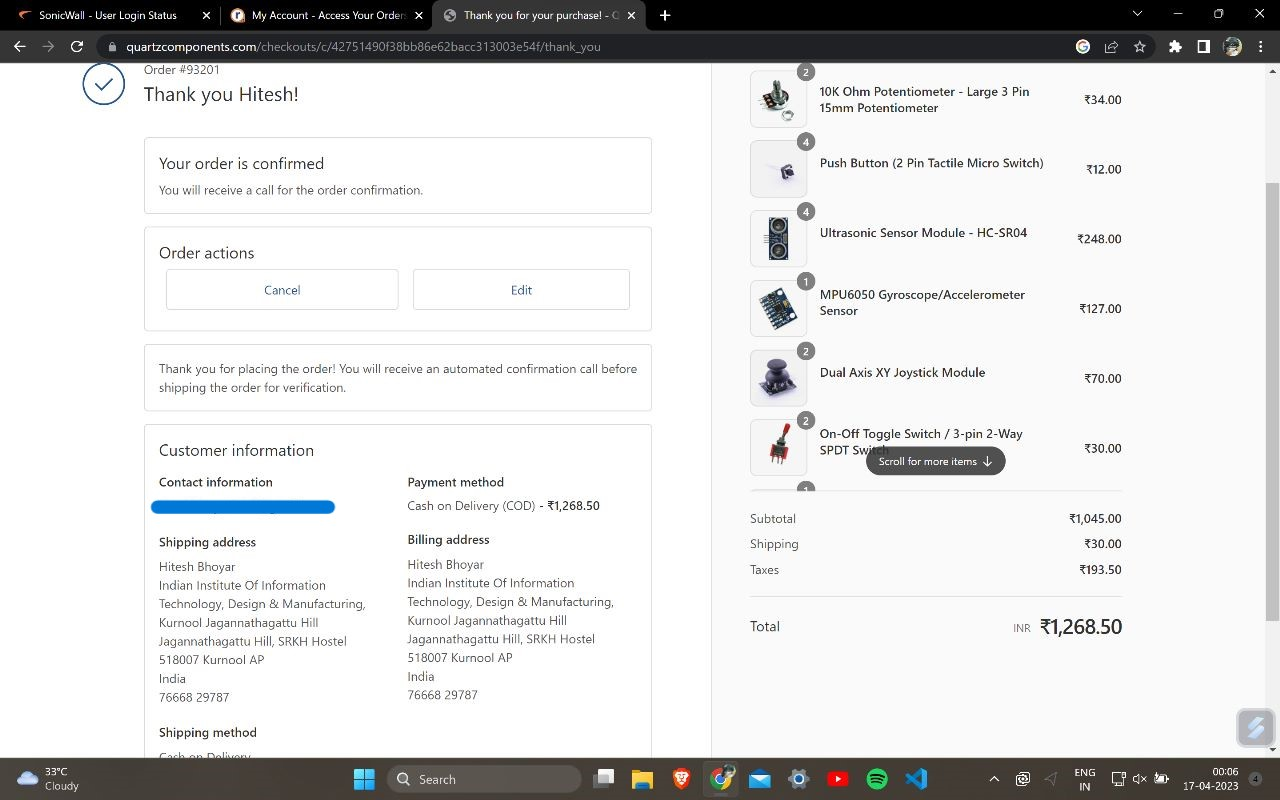 SonicWall - User Login Status
My Account - Access Your Order
Thank you for your purchase! - Q
quartzcomponents.com/checkouts/c/42751490f38bb86e62bacc313003e54f/thank_you
Order #93201
Thank you Hitesh!
Your order is confirmed
You will receive a call for the order confirmation.
Order actions
Cancel
Edit
Thank you for placing the order! You will receive an automated confirmation call before
shipping the order for verification.
Customer information
Contact information
Shipping address
Hitesh Bhoyar
Indian Institute Of Information
Technology, Design & Manufacturing,
Kurnool Jagannathagattu Hill
Jagannathagattu Hill, SRKH Hostel
518007 Kurnool AP
India
76668 29787
Shipping method
Cash on Delivery
Payment method
Cash on Delivery (COD) - ₹1,268.50
Billing address
Hitesh Bhoyar
Indian Institute Of Information
Technology, Design & Manufacturing,
Kurnool Jagannathagattu Hill
Jagannathagattu Hill, SRKH Hostel
518007 Kurnool AP
India
76668 29787
2
10K Ohm Potentiometer - Large 3 Pin
15mm Potentiometer
₹34.00
4
Push Button (2 Pin Tactile Micro Switch)
₹12.00
4
Ultrasonic Sensor Module - HC-SR04
₹248.00
1
MPU6050 Gyroscope/Accelerometer
Sensor
₹127.00
2
Dual Axis XY Joystick Module
₹70.00
2
On-Off Toggle Switch / 3-pin 2-Way
SPDT Switch
₹30.00
Scroll for more items ↓
1
Subtotal ₹1,045.00
Shipping ₹30.00
Taxes ₹193.50
Total INR ₹1,268.50
33°C
Cloudy
Search
ENG
IN
00:06
17-04-2023
4